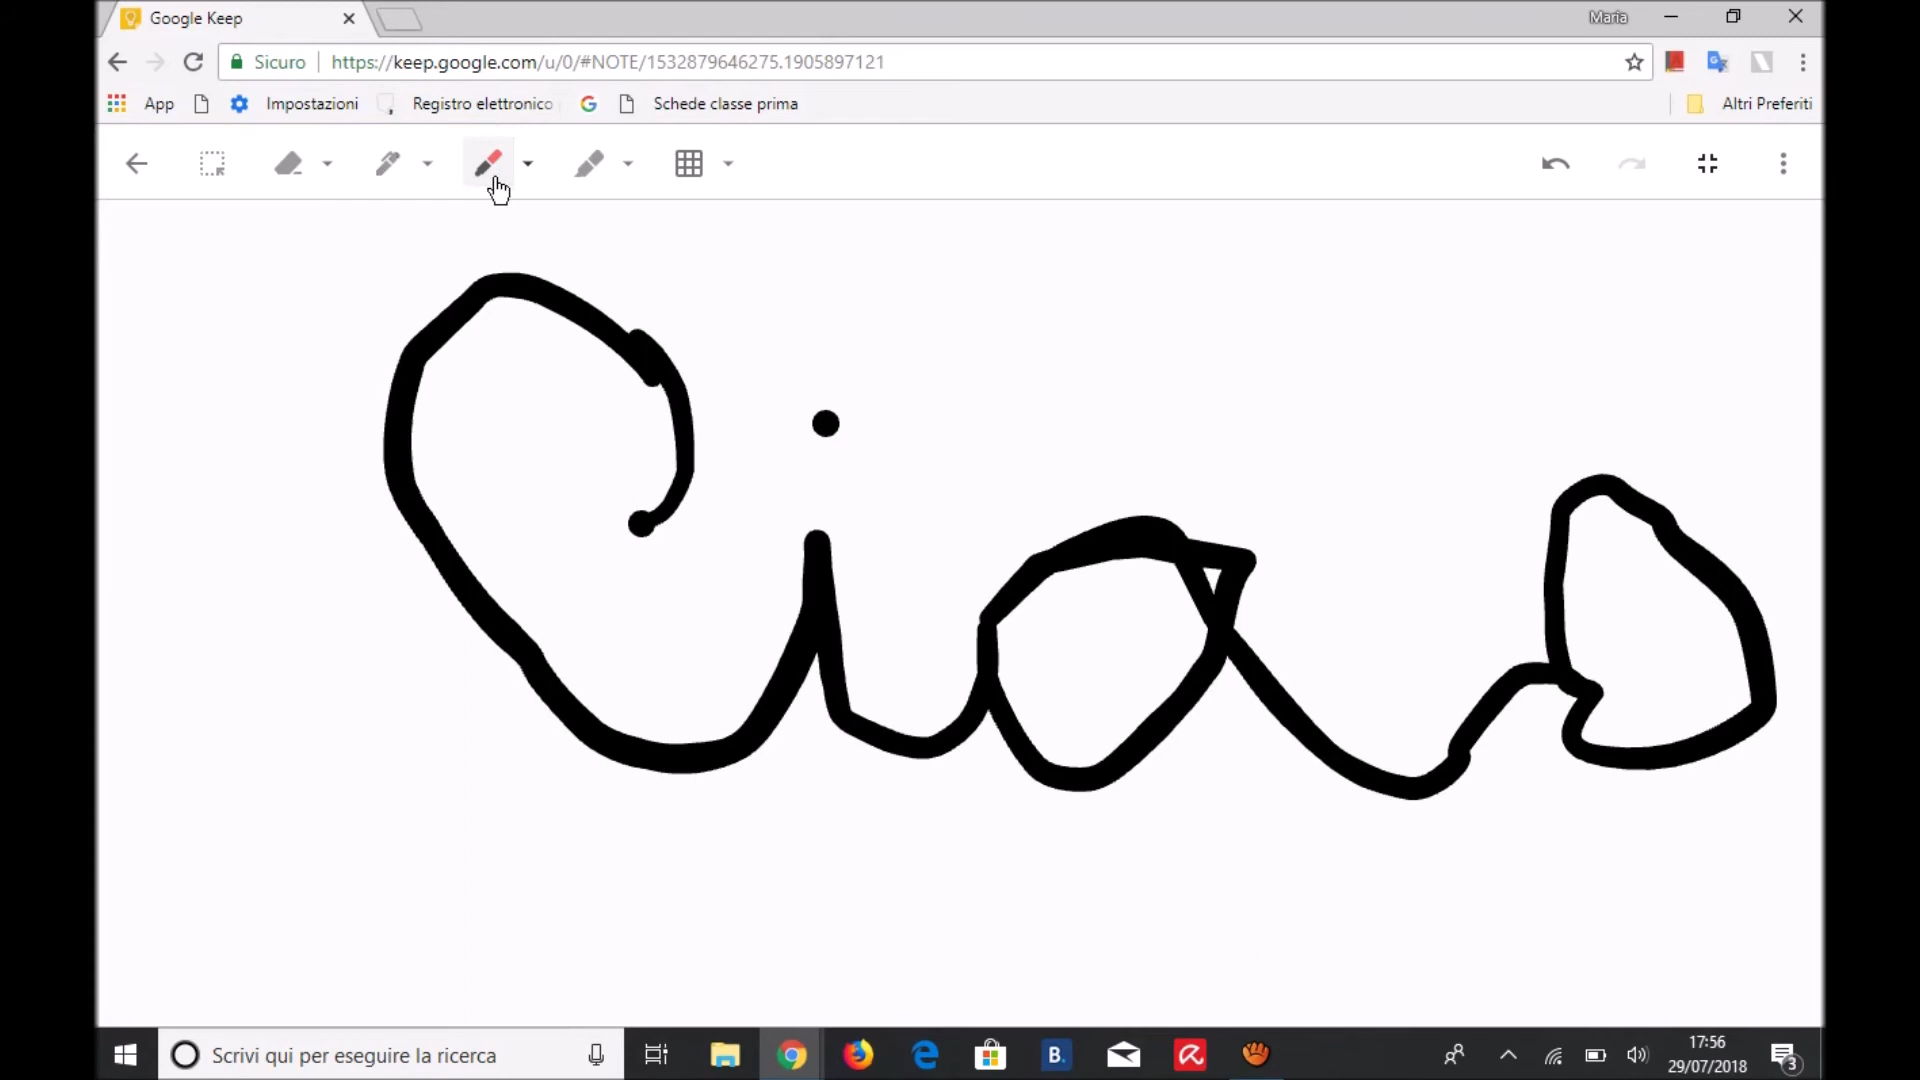 Google Keep
Maria
Sicuro https://keep.google.com/u/0/#NOTE/1532879646275.1905897121
App Impostazioni Registro elettronico Schede classe prima Altri Preferiti
Ciao
Scrivi qui per eseguire la ricerca
B.
17:56
29/07/2018
3